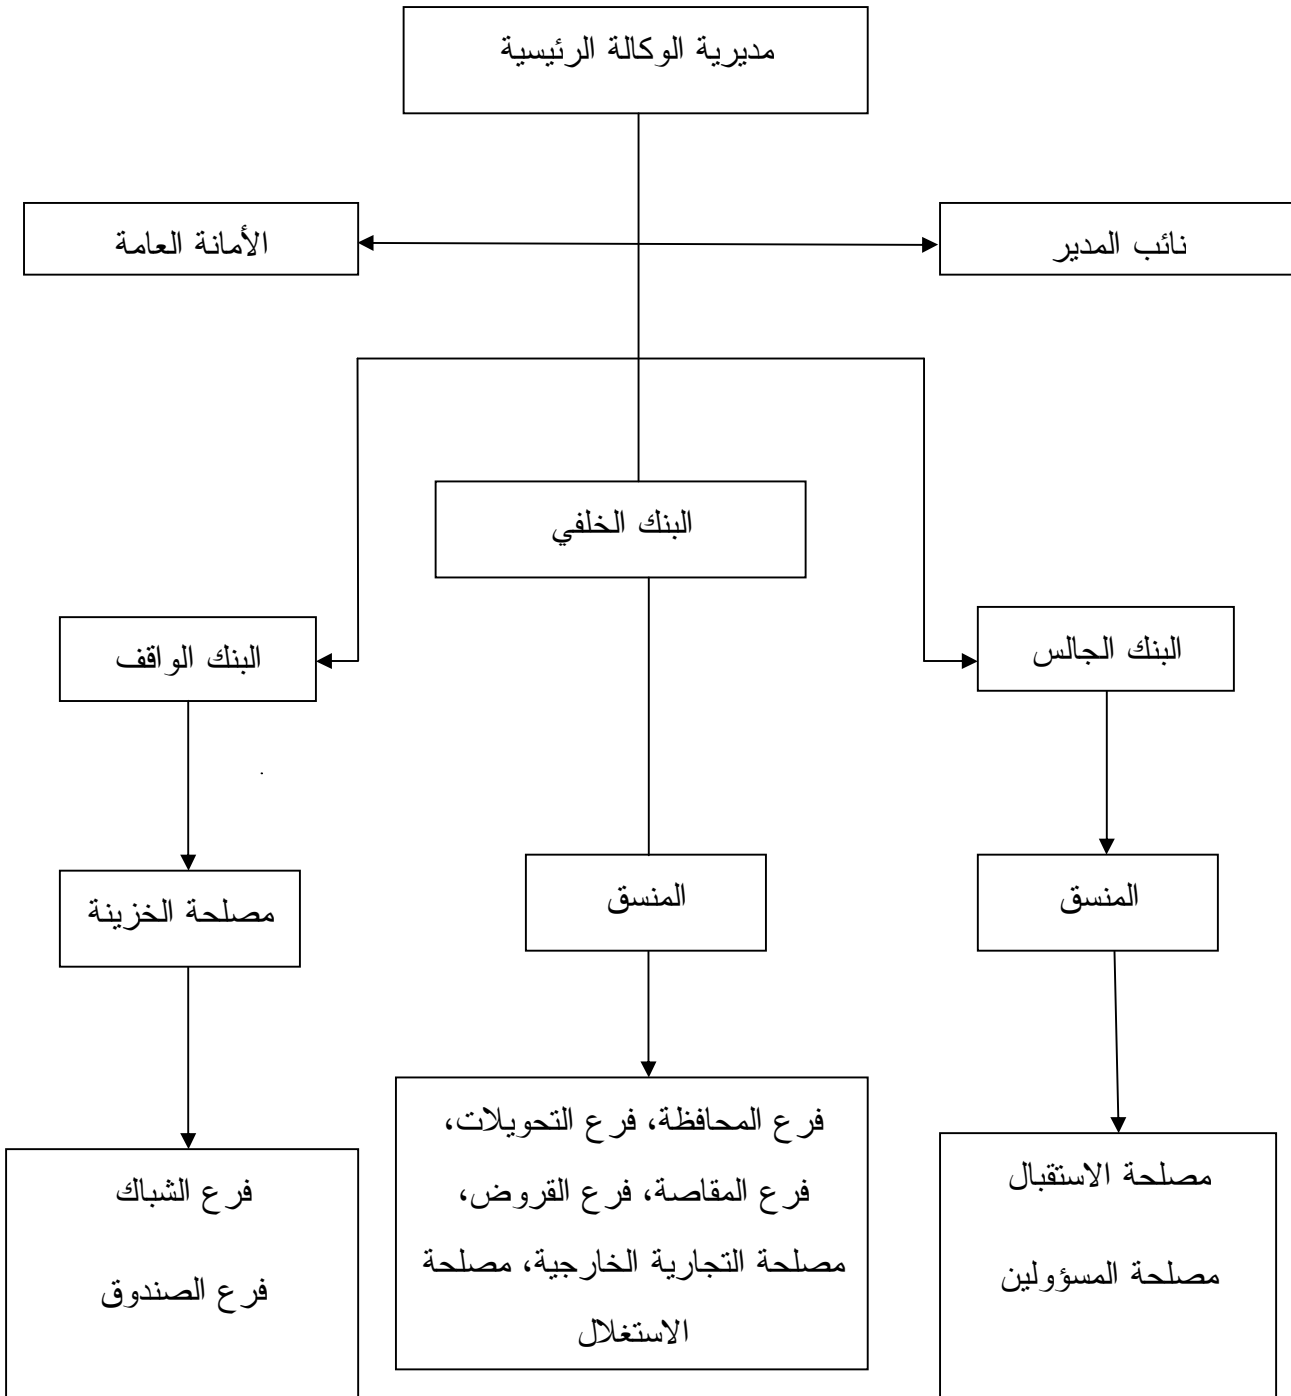 مديرية الوكالة الرئيسية
نائب المدير
الأمانة العامة
البنك الخلفي
البنك الجالس
البنك الواقف
المنسق
المنسق
مصلحة الخزينة
مصلحة الاستقبال
مصلحة المسؤولين
فرع المحافظة، فرع التحويلات،
فرع المقاصة، فرع القروض،
مصلحة التجارية الخارجية، مصلحة
الاستغلال
فرع الشباك
فرع الصندوق